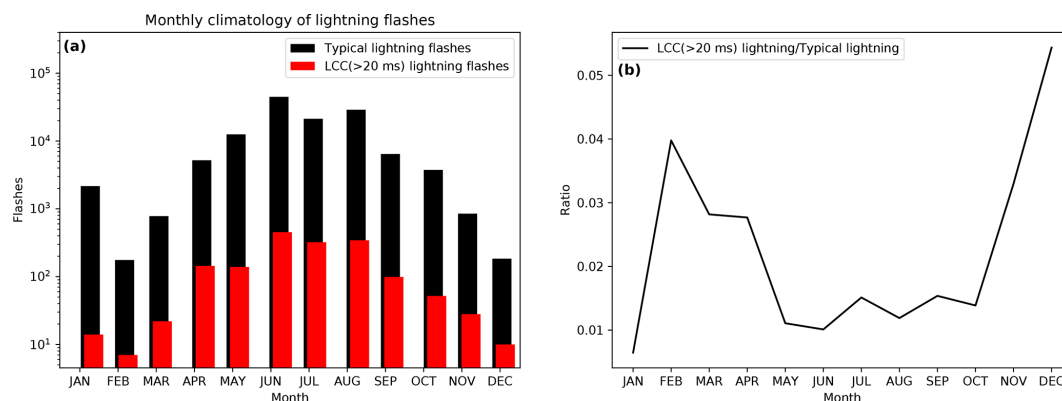 Monthly climatology of lightning flashes
(a)
Typical lightning flashes
LCC(>20 ms) lightning flashes
10^5
10^4
10^3
10^2
10^1
Flashes
JAN FEB MAR APR MAY JUN JUL AUG SEP OCT NOV DEC
Month
LCC(>20 ms) lightning/Typical lightning
(b)
0.05
0.04
0.03
0.02
0.01
Ratio
JAN FEB MAR APR MAY JUN JUL AUG SEP OCT NOV DEC
Month